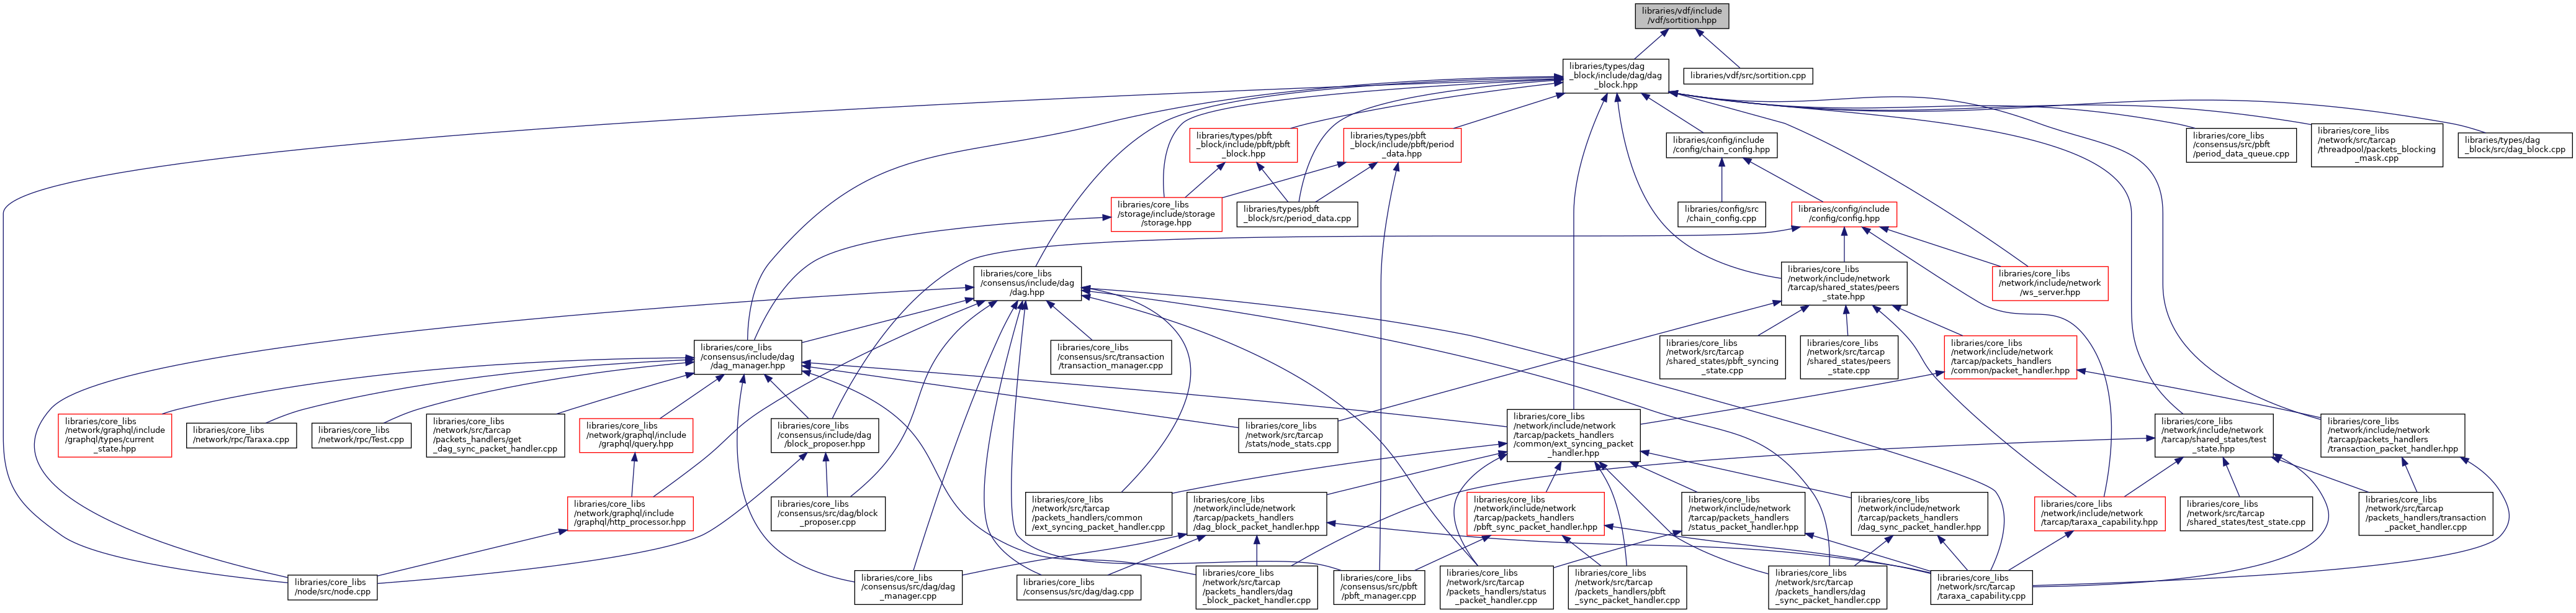 libraries/vdf/include
/vdf/sortition.hpp
libraries/types/dag
_block/include/dag/dag
_block.hpp
libraries/vdf/src/sortition.cpp
libraries/types/pbft
_block/include/pbft/pbft
_block.hpp
libraries/types/pbft
_block/include/pbft/period
_data.hpp
libraries/config/include
/config/chain_config.hpp
libraries/core_libs
/consensus/src/pbft
/period_data_queue.cpp
libraries/core_libs
/network/src/tarcap
/threadpool/packets_blocking
_mask.cpp
libraries/types/dag
_block/src/dag_block.cpp
libraries/core_libs
/storage/include/storage
/storage.hpp
libraries/types/pbft
_block/src/period_data.cpp
libraries/config/src
/chain_config.cpp
libraries/config/include
/config/config.hpp
libraries/core_libs
/consensus/include/dag
/dag.hpp
libraries/core_libs
/network/include/network
/tarcap/shared_states/peers
_state.hpp
libraries/core_libs
/network/include/network
/ws_server.hpp
libraries/core_libs
/consensus/include/dag
/dag_manager.hpp
libraries/core_libs
/consensus/src/transaction
/transaction_manager.cpp
libraries/core_libs
/network/src/tarcap
/shared_states/pbft_syncing
_state.cpp
libraries/core_libs
/network/src/tarcap
/shared_states/peers
_state.cpp
libraries/core_libs
/network/include/network
/tarcap/packets_handlers
/common/packet_handler.hpp
libraries/core_libs
/network/graphql/include
/graphql/types/current
_state.hpp
libraries/core_libs
/network/rpc/Taraxa.cpp
libraries/core_libs
/network/rpc/Test.cpp
libraries/core_libs
/network/src/tarcap
/packets_handlers/get
_dag_sync_packet_handler.cpp
libraries/core_libs
/network/graphql/include
/graphql/query.hpp
libraries/core_libs
/consensus/include/dag
/block_proposer.hpp
libraries/core_libs
/network/src/tarcap
/stats/node_stats.cpp
libraries/core_libs
/network/include/network
/tarcap/packets_handlers
/common/ext_syncing_packet
_handler.hpp
libraries/core_libs
/network/include/network
/tarcap/shared_states/test
_state.hpp
libraries/core_libs
/network/include/network
/tarcap/packets_handlers
/transaction_packet_handler.hpp
libraries/core_libs
/network/graphql/include
/graphql/http_processor.hpp
libraries/core_libs
/consensus/src/dag/block
_proposer.cpp
libraries/core_libs
/network/src/tarcap
/packets_handlers/common
/ext_syncing_packet_handler.cpp
libraries/core_libs
/network/include/network
/tarcap/packets_handlers
/dag_block_packet_handler.hpp
libraries/core_libs
/network/include/network
/tarcap/packets_handlers
/pbft_sync_packet_handler.hpp
libraries/core_libs
/network/include/network
/tarcap/packets_handlers
/status_packet_handler.hpp
libraries/core_libs
/network/include/network
/tarcap/packets_handlers
/dag_sync_packet_handler.hpp
libraries/core_libs
/network/include/network
/tarcap/taraxa_capability.hpp
libraries/core_libs
/network/src/tarcap
/shared_states/test_state.cpp
libraries/core_libs
/network/src/tarcap
/packets_handlers/transaction
_packet_handler.cpp
libraries/core_libs
/node/src/node.cpp
libraries/core_libs
/consensus/src/dag/dag
_manager.cpp
libraries/core_libs
/consensus/src/dag/dag.cpp
libraries/core_libs
/network/src/tarcap
/packets_handlers/dag
_block_packet_handler.cpp
libraries/core_libs
/consensus/src/pbft
/pbft_manager.cpp
libraries/core_libs
/network/src/tarcap
/packets_handlers/status
_packet_handler.cpp
libraries/core_libs
/network/src/tarcap
/packets_handlers/pbft
_sync_packet_handler.cpp
libraries/core_libs
/network/src/tarcap
/packets_handlers/dag
_sync_packet_handler.cpp
libraries/core_libs
/network/src/tarcap
/taraxa_capability.cpp